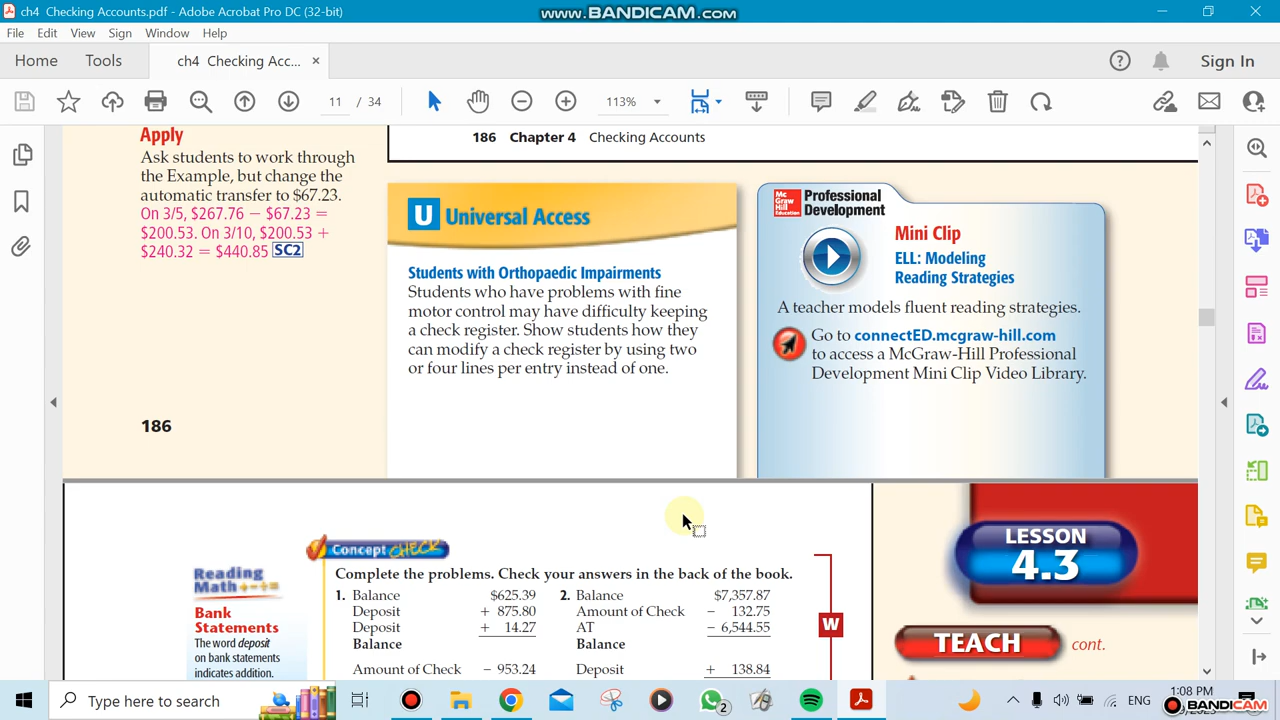 ch4 Checking Accounts.pdf - Adobe Acrobat Pro DC (32-bit)
www.BANDICAM.com
File Edit View Sign Window Help
Home Tools ch4 Checking Acc... × Sign In
11 / 34 113%
Apply
Ask students to work through
the Example, but change the
automatic transfer to $67.23.
On 3/5, $267.76 − $67.23 =
$200.53. On 3/10, $200.53 +
$240.32 = $440.85 SC2
186
186 Chapter 4 Checking Accounts
U Universal Access
Students with Orthopaedic Impairments
Students who have problems with fine
motor control may have difficulty keeping
a check register. Show students how they
can modify a check register by using two
or four lines per entry instead of one.
Mc
Graw
Hill
Education
Professional
Development
Mini Clip
ELL: Modeling
Reading Strategies
A teacher models fluent reading strategies.
Go to connectED.mcgraw-hill.com
to access a McGraw-Hill Professional
Development Mini Clip Video Library.
Concept CHECK
Reading
Math
Bank
Statements
The word deposit
on bank statements
indicates addition.
Complete the problems. Check your answers in the back of the book.
1. Balance $625.39 2. Balance $7,357.87
Deposit + 875.80 Amount of Check − 132.75
Deposit + 14.27 AT − 6,544.55
Balance Balance
Amount of Check − 953.24 Deposit + 138.84
W
LESSON
4.3
TEACH cont.
Type here to search
2
ENG
1:08 PM
BANDICAM